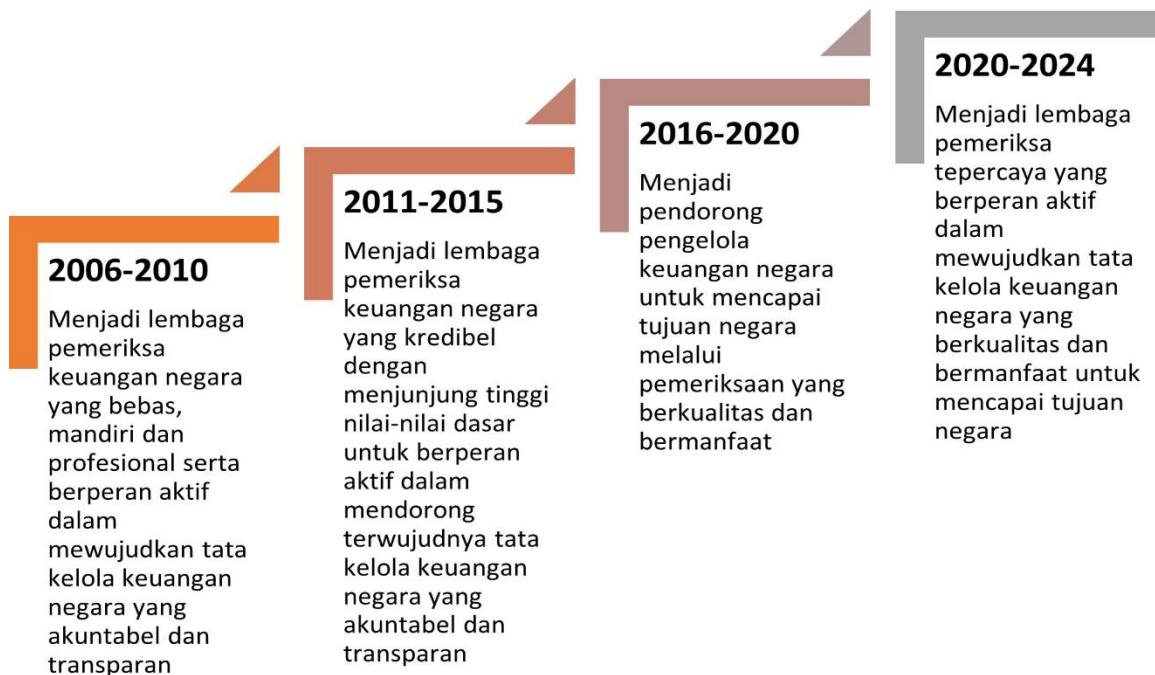 2006-2010
Menjadi lembaga
pemeriksa
keuangan negara
yang bebas,
mandiri dan
profesional serta
berperan aktif
dalam
mewujudkan tata
kelola keuangan
negara yang
akuntabel dan
transparan
2011-2015
Menjadi lembaga
pemeriksa
keuangan negara
yang kredibel
dengan
menjunjung tinggi
nilai-nilai dasar
untuk berperan
aktif dalam
mendorong
terwujudnya tata
kelola keuangan
negara yang
akuntabel dan
transparan
2016-2020
Menjadi
pendorong
pengelola
keuangan negara
untuk mencapai
tujuan negara
melalui
pemeriksaan yang
berkualitas dan
bermanfaat
2020-2024
Menjadi lembaga
pemeriksa
tepercaya yang
berperan aktif
dalam
mewujudkan tata
kelola keuangan
negara yang
berkualitas dan
bermanfaat untuk
mencapai tujuan
negara